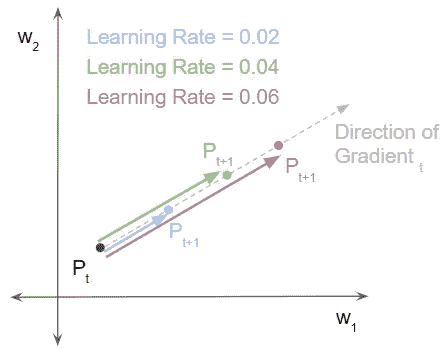 w2
Learning Rate = 0.02
Learning Rate = 0.04
Learning Rate = 0.06
Pt+1
Direction of
Gradient t
Pt+1
Pt+1
Pt
w1